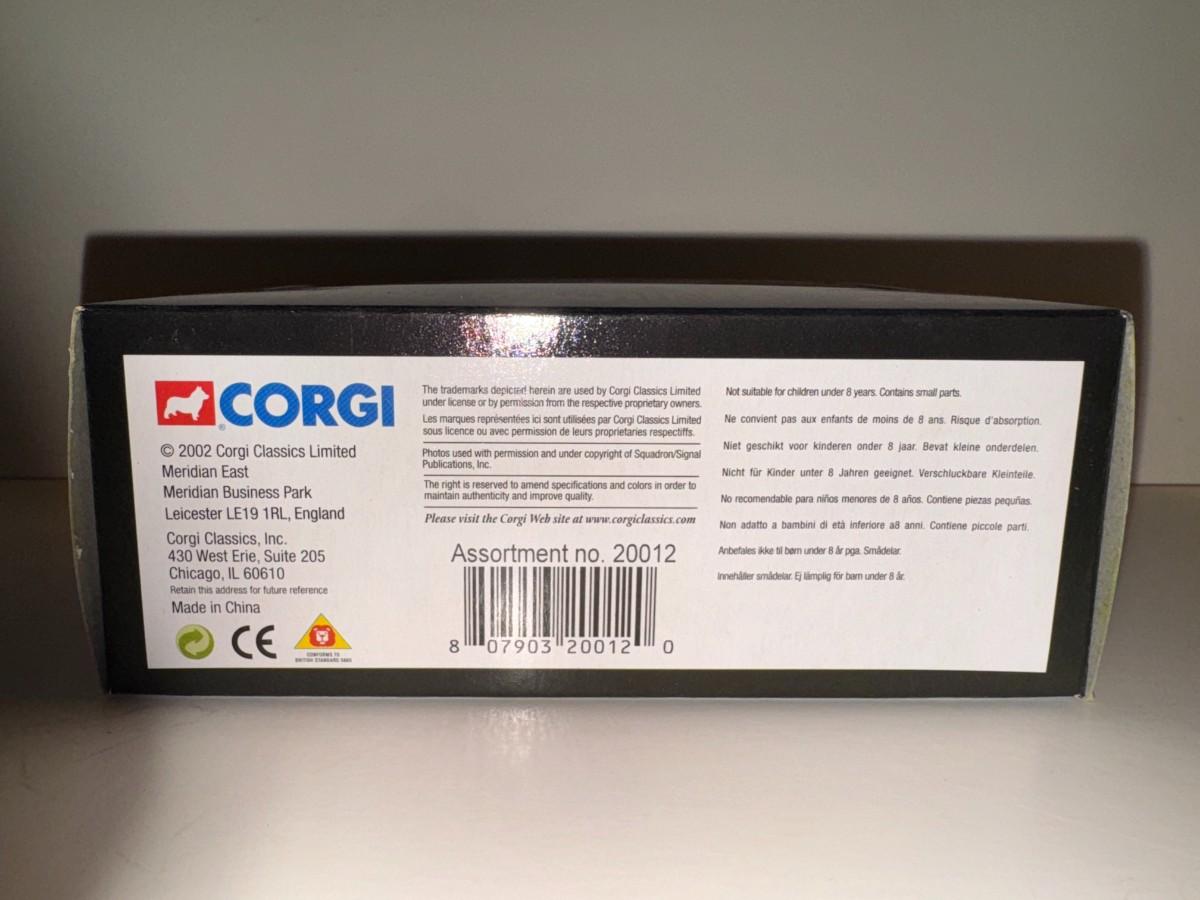 CORGI
®
© 2002 Corgi Classics Limited
Meridian East
Meridian Business Park
Leicester LE19 1RL, England
Corgi Classics, Inc.
430 West Erie, Suite 205
Chicago, IL 60610
Retain this address for future reference
Made in China
CE
CONFORMS TO
BRITISH STANDARD 5665
The trademarks depicted herein are used by Corgi Classics Limited
under license or by permission from the respective proprietary owners.
Les marques représentées ici sont utilisées par Corgi Classics Limited
sous licence ou avec permission de leurs proprietaries respectiffs.
Photos used with permission and under copyright of Squadron/Signal
Publications, Inc.
The right is reserved to amend specifications and colors in order to
maintain authenticity and improve quality.
Please visit the Corgi Web site at www.corgiclassics.com
Assortment no. 20012
8 07903 20012 0
Not suitable for children under 8 years. Contains small parts.
Ne convient pas aux enfants de moins de 8 ans. Risque d'absorption.
Niet geschikt voor kinderen onder 8 jaar. Bevat kleine onderdelen.
Nicht für Kinder unter 8 Jahren geeignet. Verschluckbare Kleinteile.
No recomendable para niños menores de 8 años. Contiene piezas pequñas.
Non adatto a bambini di età inferiore a8 anni. Contiene piccole parti.
Anbefales ikke til børn under 8 år pga. Smådelar.
Innehåller smådelar. Ej lämplig för barn under 8 år.